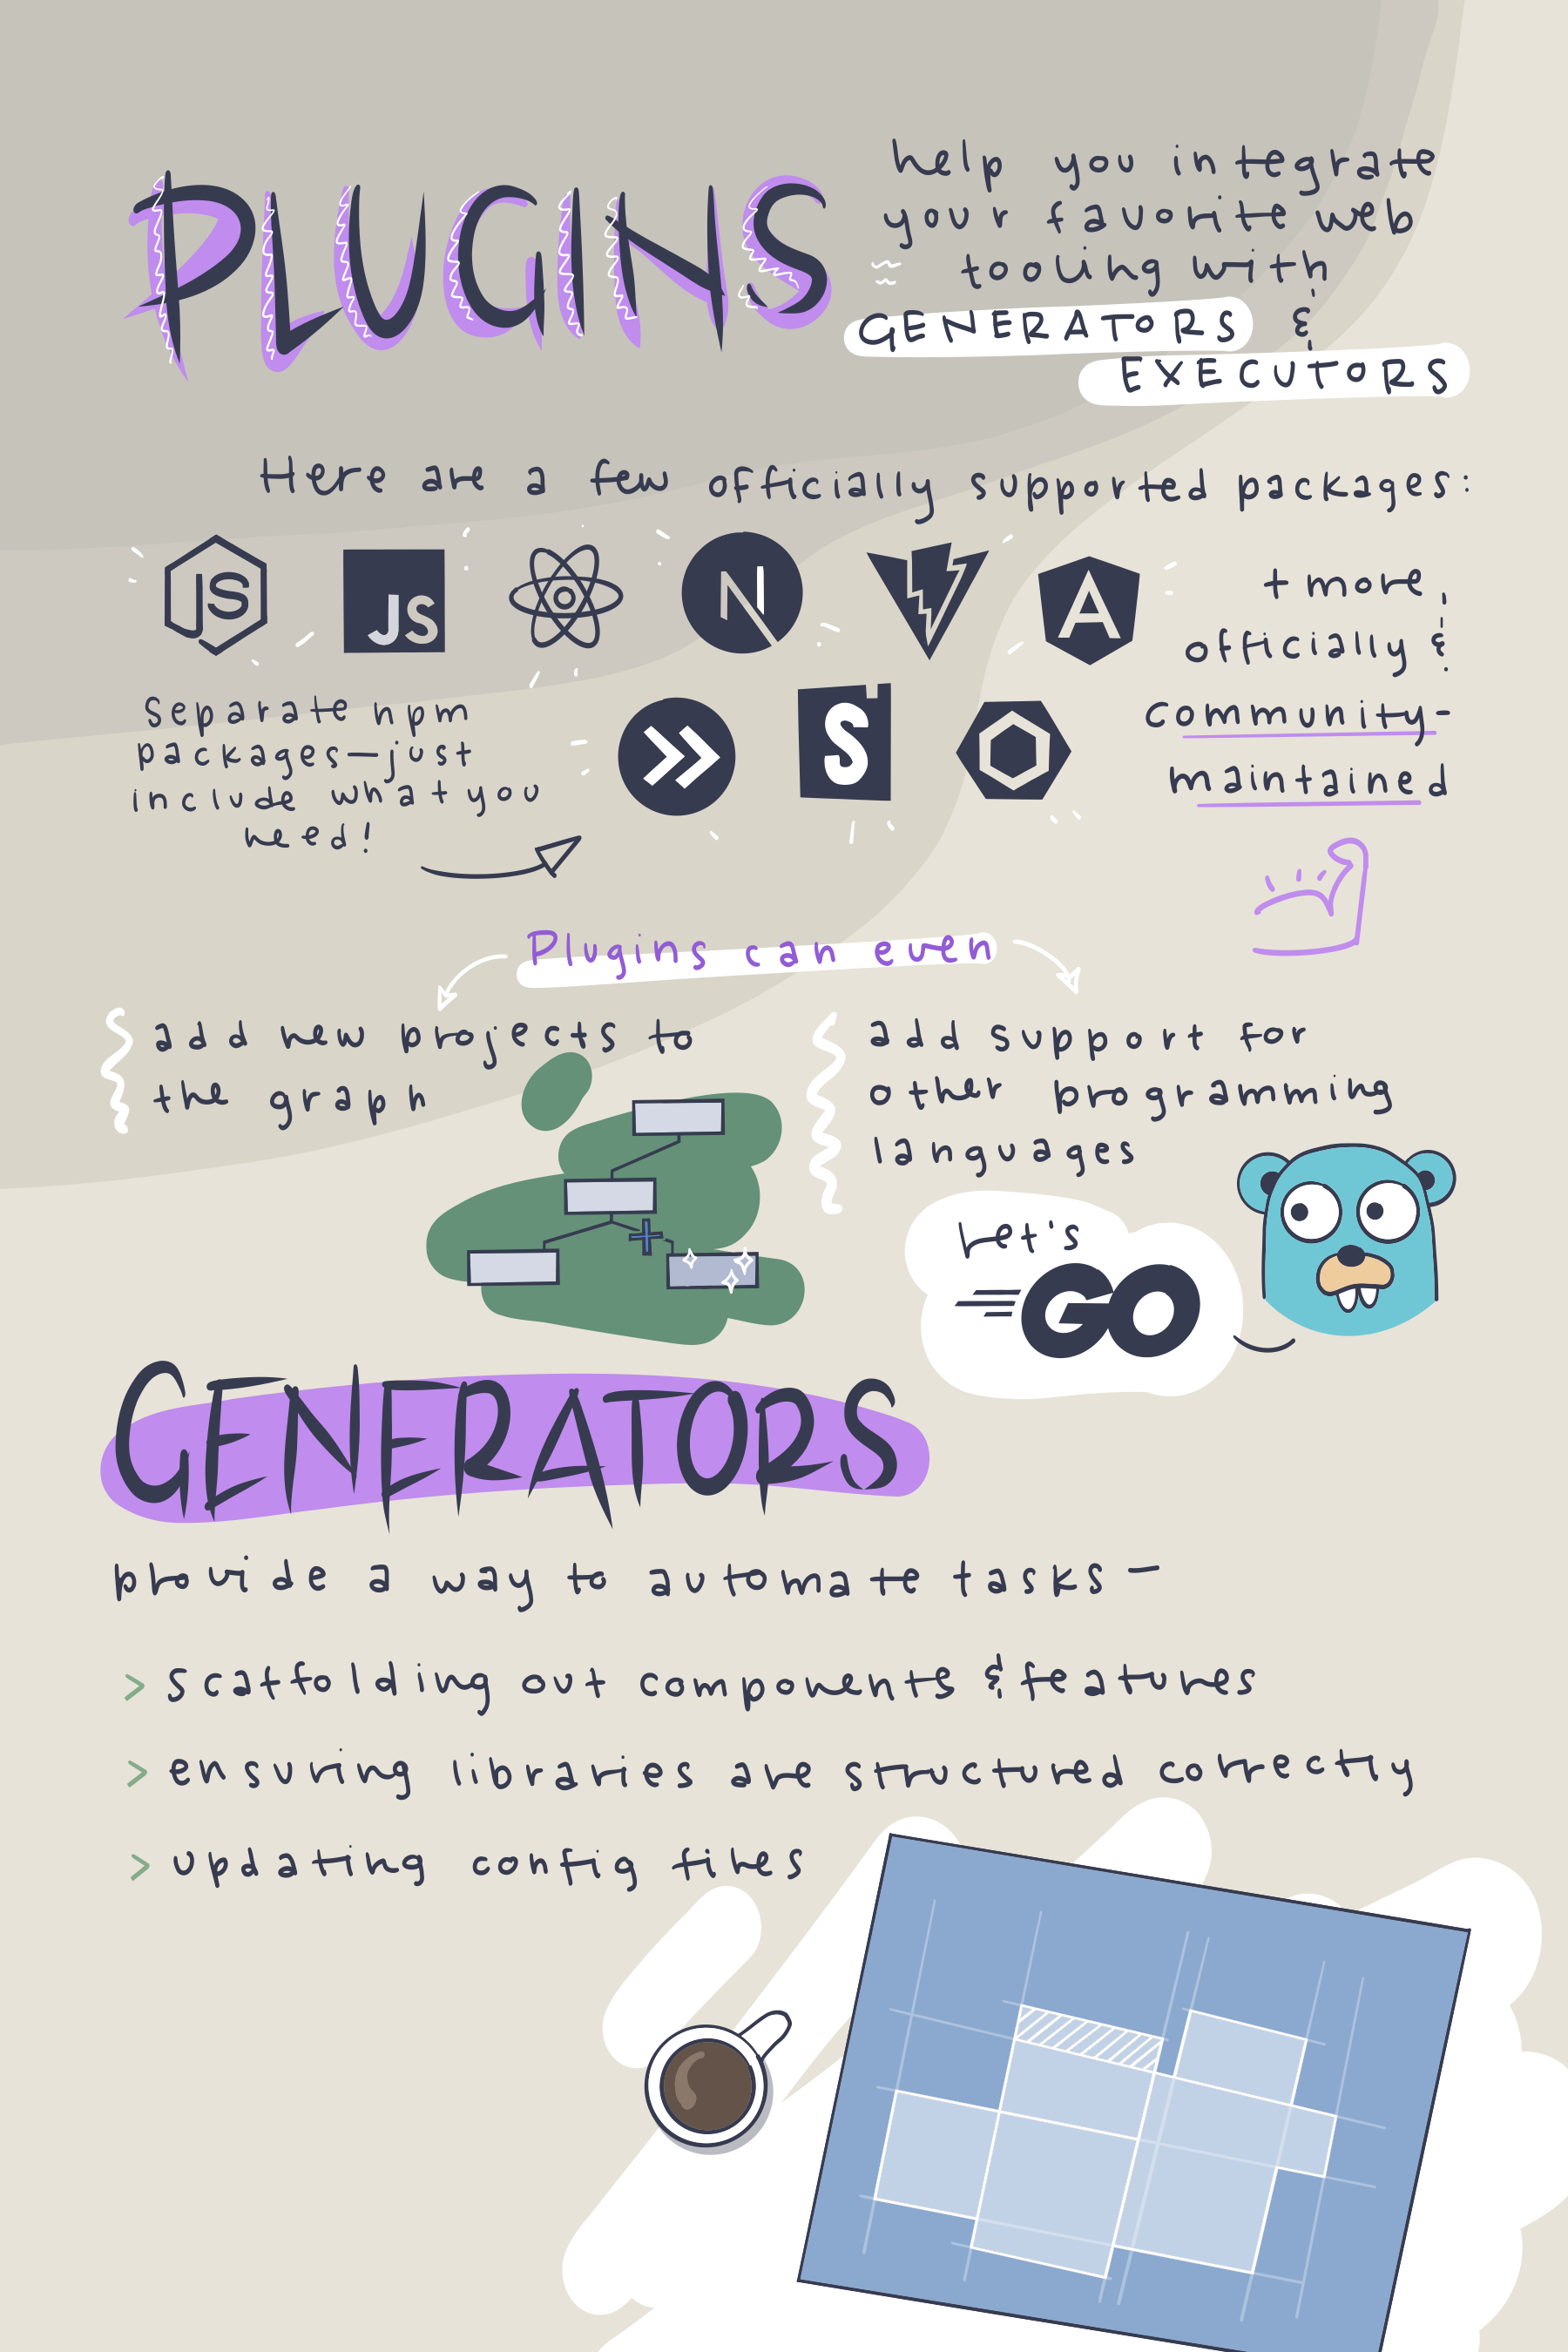 PLUGINS
help you integrate
your favorite web
tooling with
GENERATORS &
EXECUTORS
Here are a few officially supported packages:
JS
JS
N
A
+ more
officially &
community-
maintained
Separate npm
packages—just
include what you
need!
S
Plugins can even
add new projects to
the graph
add support for
other programming
languages
Let's
GO
GENERATORS
provide a way to automate tasks —
> scaffolding out components & features
> ensuring libraries are structured correctly
> updating config files